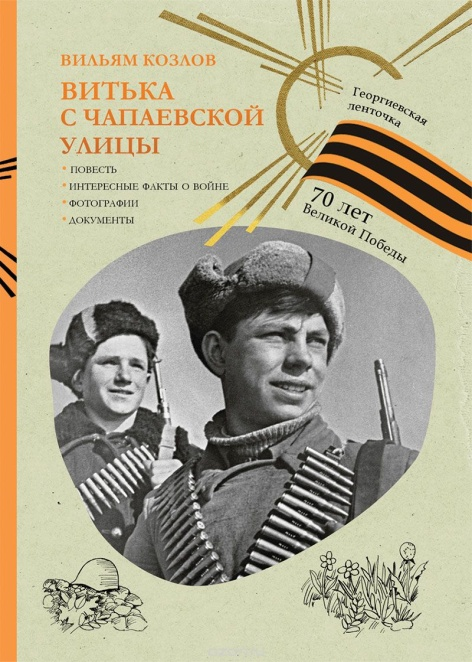 ВИЛЬЯМ КОЗЛОВ
ВИТЬКА
С ЧАПАЕВСКОЙ
УЛИЦЫ
• ПОВЕСТЬ
• ИНТЕРЕСНЫЕ ФАКТЫ О ВОЙНЕ
• ФОТОГРАФИИ
• ДОКУМЕНТЫ
Георгиевская
ленточка
70 лет
Великой Победы